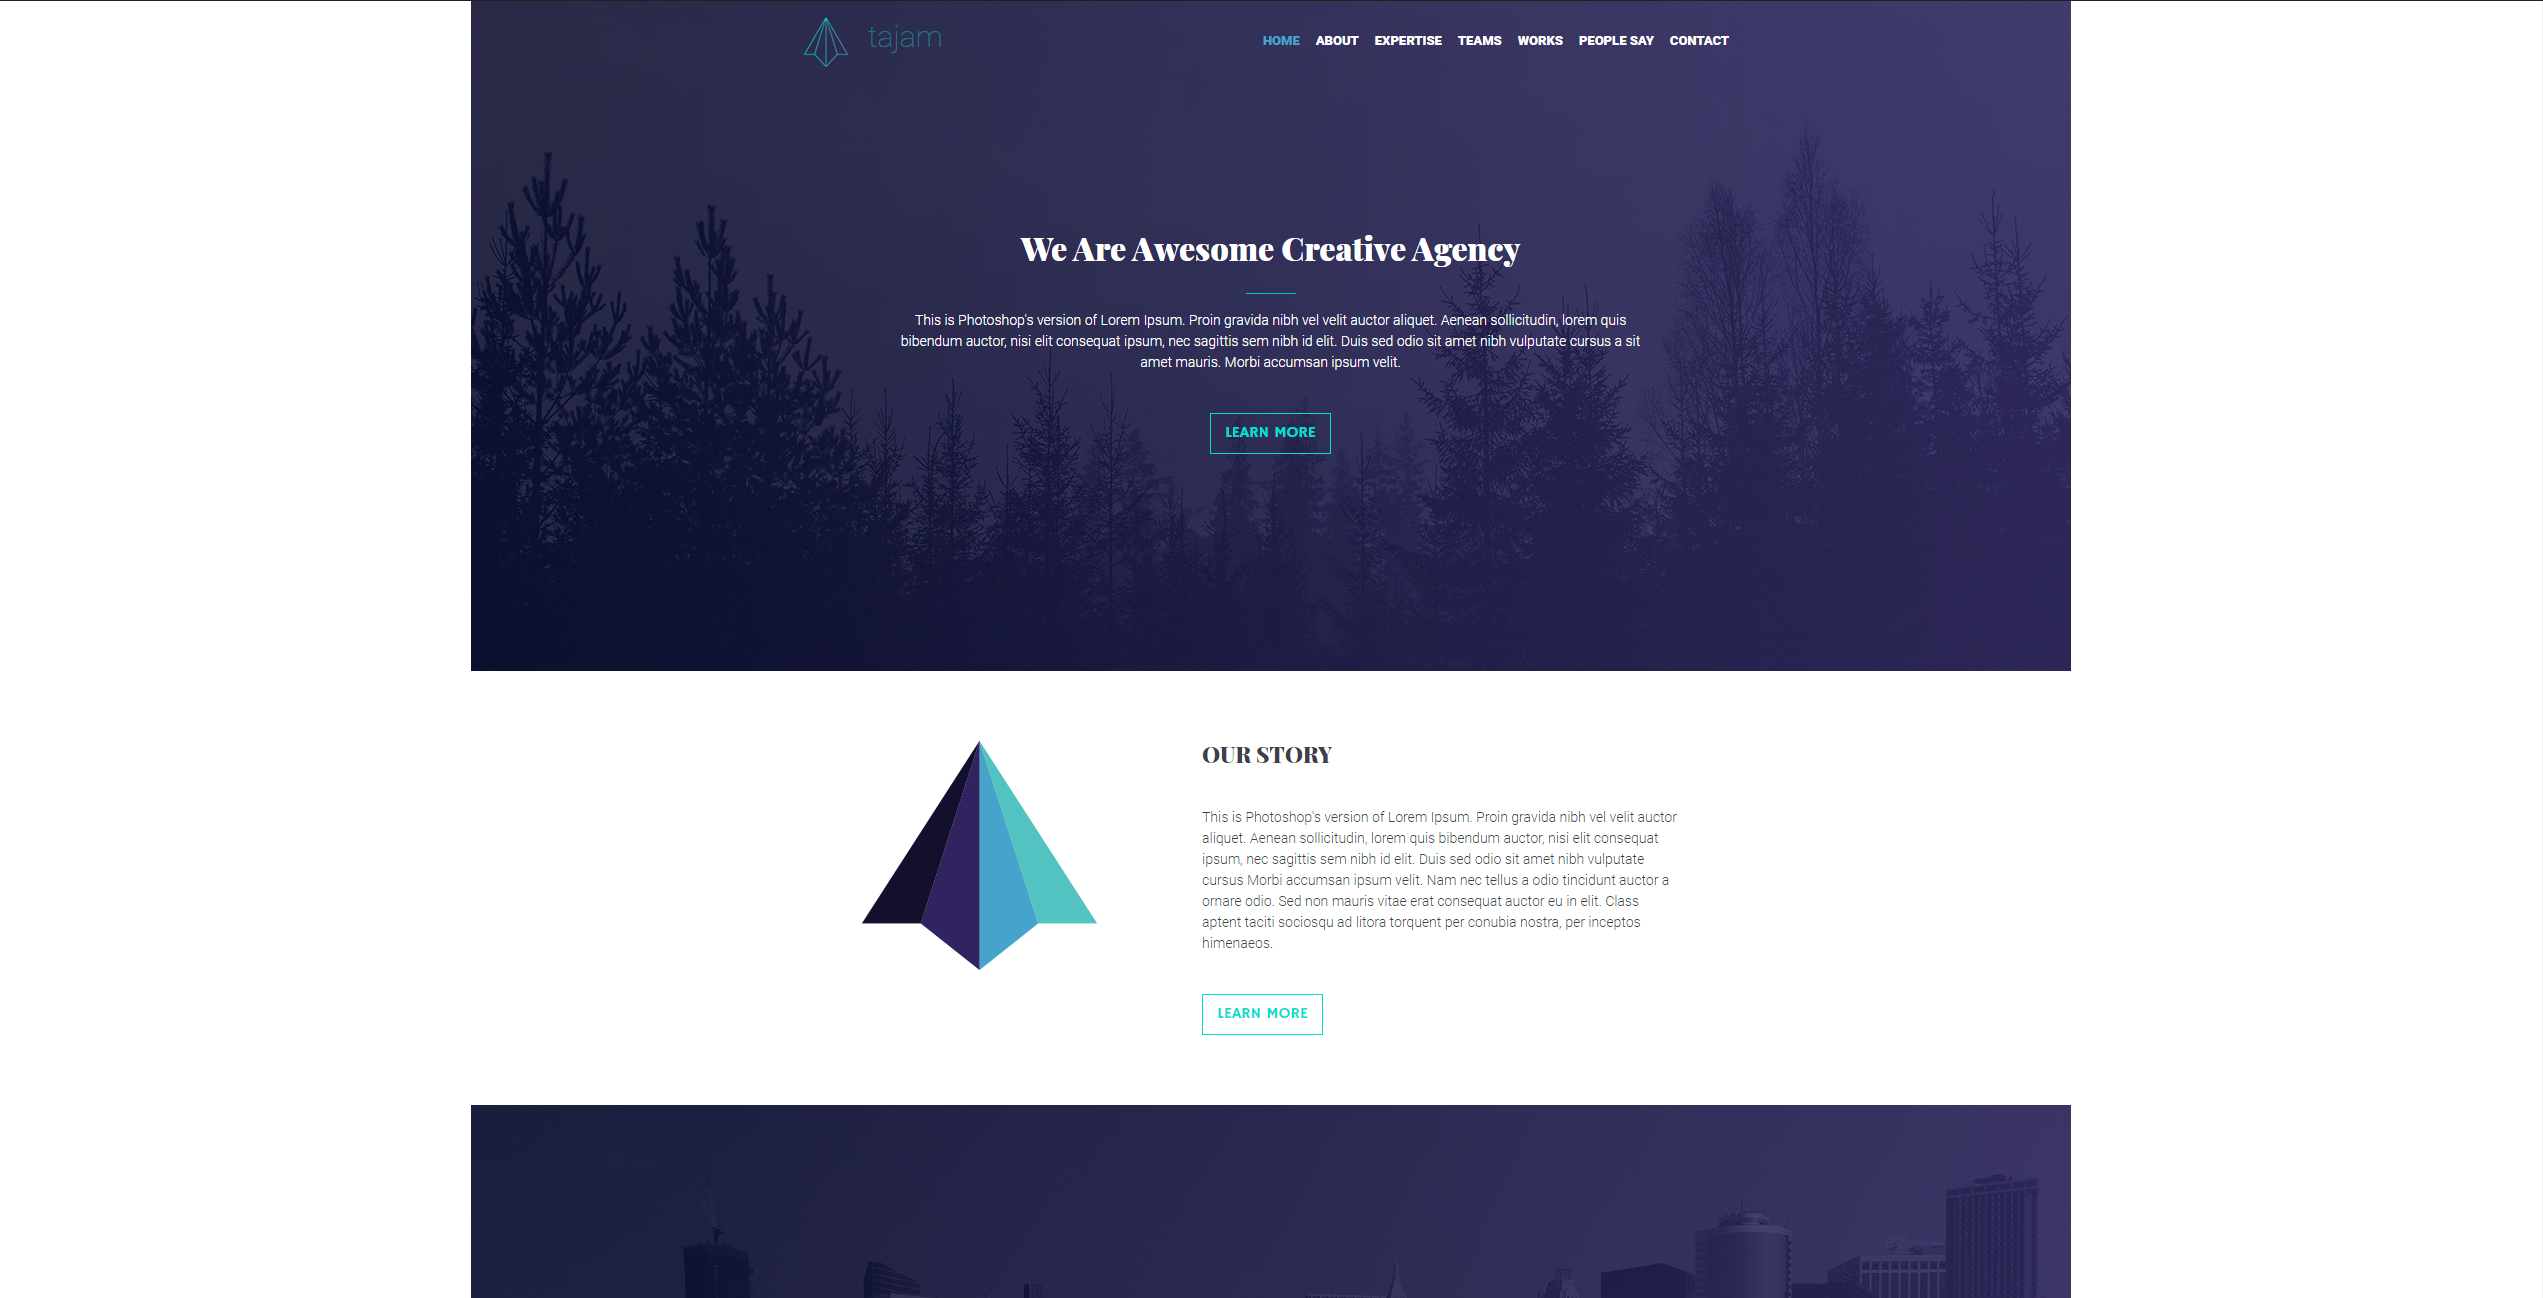 tajam
HOME ABOUT EXPERTISE TEAMS WORKS PEOPLE SAY CONTACT
We Are Awesome Creative Agency
This is Photoshop's version of Lorem Ipsum. Proin gravida nibh vel velit auctor aliquet. Aenean sollicitudin, lorem quis
bibendum auctor, nisi elit consequat ipsum, nec sagittis sem nibh id elit. Duis sed odio sit amet nibh vulputate cursus a sit
amet mauris. Morbi accumsan ipsum velit.
LEARN MORE
OUR STORY
This is Photoshop's version of Lorem Ipsum. Proin gravida nibh vel velit auctor
aliquet. Aenean sollicitudin, lorem quis bibendum auctor, nisi elit consequat
ipsum, nec sagittis sem nibh id elit. Duis sed odio sit amet nibh vulputate
cursus Morbi accumsan ipsum velit. Nam nec tellus a odio tincidunt auctor a
ornare odio. Sed non mauris vitae erat consequat auctor eu in elit. Class
aptent taciti sociosqu ad litora torquent per conubia nostra, per inceptos
himenaeos.
LEARN MORE